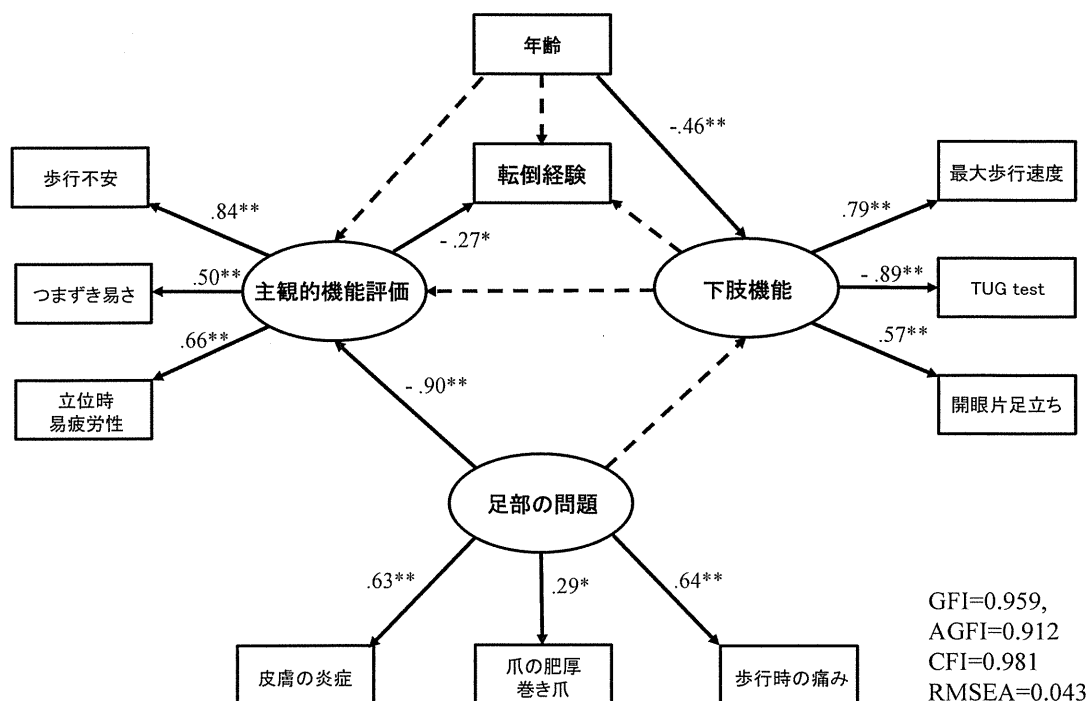 年齢
-.46**
転倒経験
歩行不安
最大歩行速度
.84**
.79**
- .27*
つまずき易さ
.50**
主観的機能評価
下肢機能
- .89**
TUG test
.66**
.57**
立位時
易疲労性
- .90**
開眼片足立ち
足部の問題
.63**
.29*
.64**
皮膚の炎症
爪の肥厚
巻き爪
歩行時の痛み
GFI=0.959,
AGFI=0.912
CFI=0.981
RMSEA=0.043